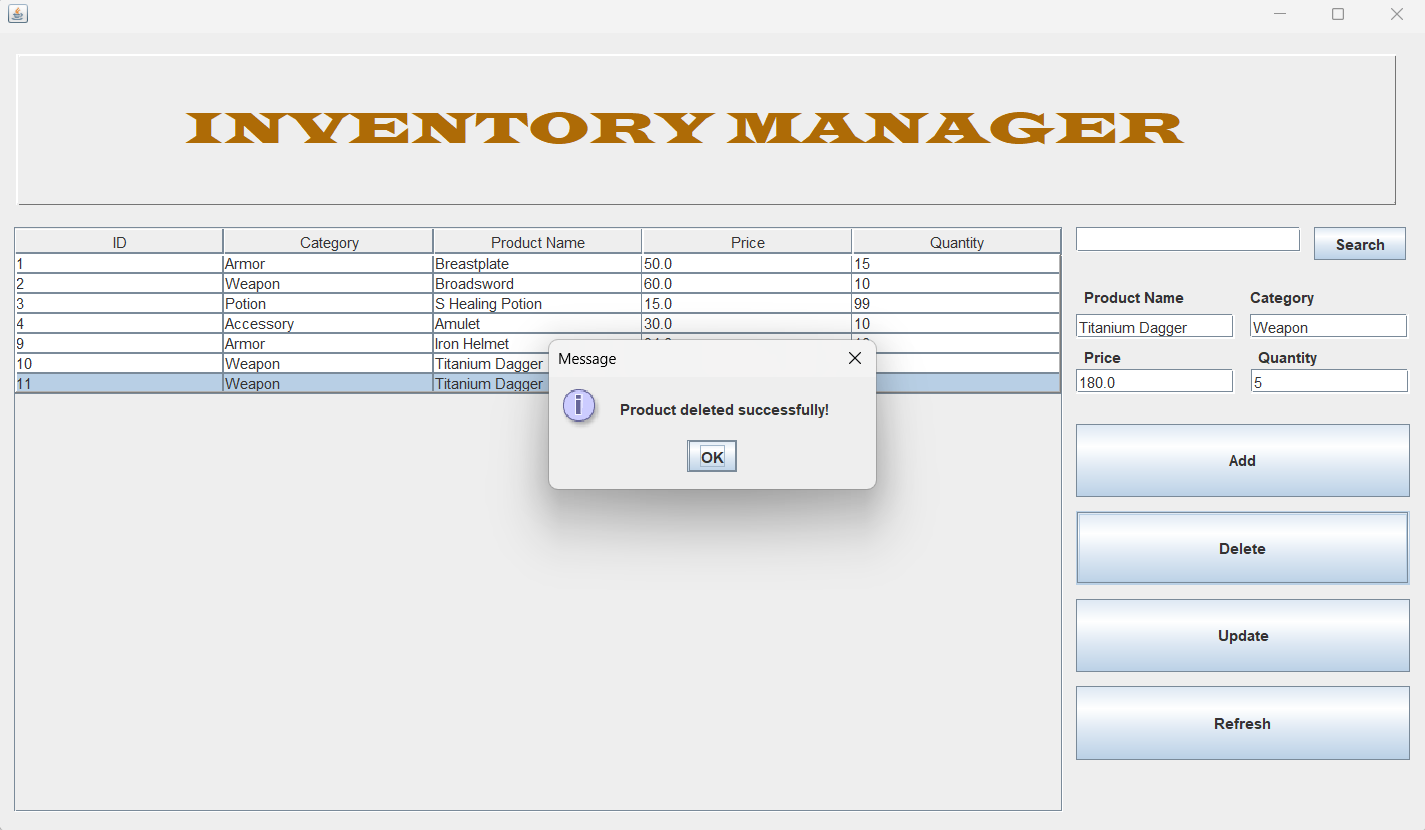 INVENTORY MANAGER
ID Category Product Name Price Quantity
1 Armor Breastplate 50.0 15
2 Weapon Broadsword 60.0 10
3 Potion S Healing Potion 15.0 99
4 Accessory Amulet 30.0 10
9 Armor Iron Helmet
10 Weapon Titanium Dagger
11 Weapon Titanium Dagger
Message
i
Product deleted successfully!
OK
Search
Product Name Category
Titanium Dagger Weapon
Price Quantity
180.0 5
Add
Delete
Update
Refresh